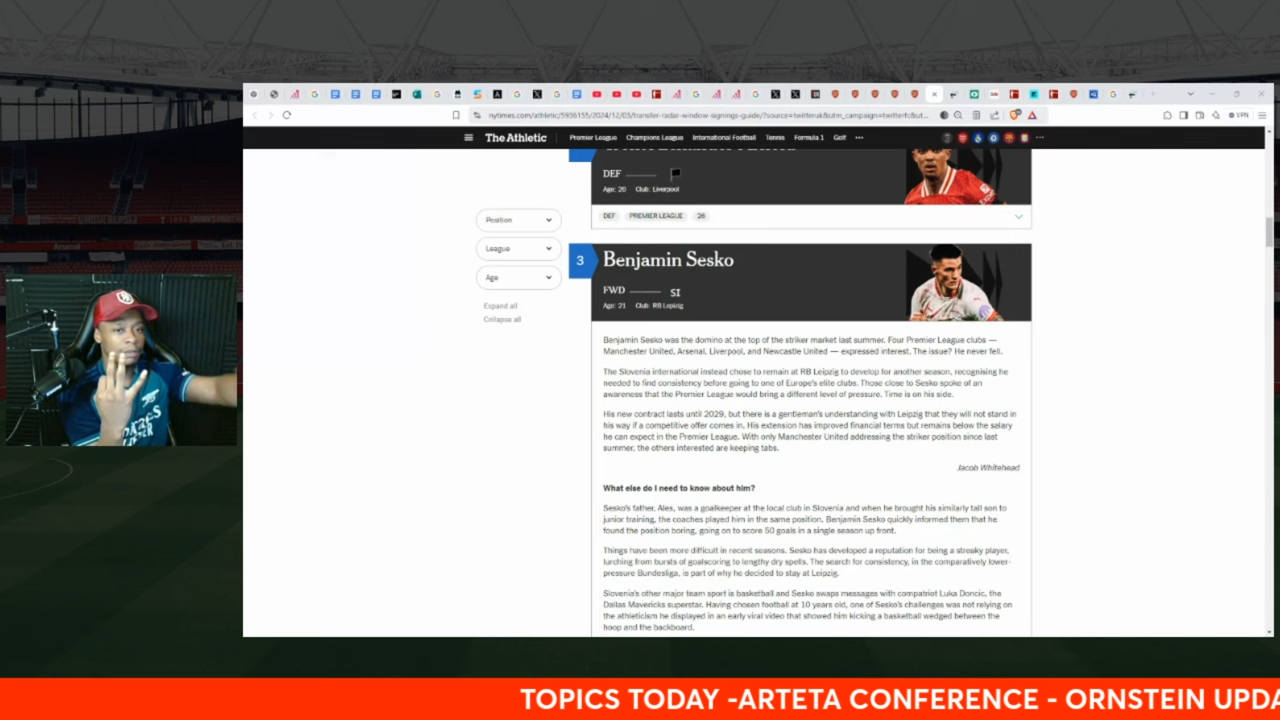 nytimes.com/athletic/5936155/2024/12/03/transfer-radar-window-signings-guide/?source=twitteruk&utm_campaign=twitterfc&ut...
VPN
The Athletic
Premier League Champions League International Football Tennis Formula 1 Golf
DEF
Age: 26 Club: Liverpool
DEF PREMIER LEAGUE 26
Position
League
Age
Expand all
Collapse all
3
Benjamin Sesko
FWD SI
Age: 21 Club: RB Leipzig
Benjamin Sesko was the domino at the top of the striker market last summer. Four Premier League clubs —
Manchester United, Arsenal, Liverpool, and Newcastle United — expressed interest. The issue? He never fell.
The Slovenia international instead chose to remain at RB Leipzig to develop for another season, recognising he
needed to find consistency before going to one of Europe's elite clubs. Those close to Sesko spoke of an
awareness that the Premier League would bring a different level of pressure. Time is on his side.
His new contract lasts until 2029, but there is a gentleman's understanding with Leipzig that they will not stand in
his way if a competitive offer comes in. His extension has improved financial terms but remains below the salary
he can expect in the Premier League. With only Manchester United addressing the striker position since last
summer, the others interested are keeping tabs.
Jacob Whitehead
What else do I need to know about him?
Sesko's father, Ales, was a goalkeeper at the local club in Slovenia and when he brought his similarly tall son to
junior training, the coaches played him in the same position. Benjamin Sesko quickly informed them that he
found the position boring, going on to score 50 goals in a single season up front.
Things have been more difficult in recent seasons. Sesko has developed a reputation for being a streaky player,
lurching from bursts of goalscoring to lengthy dry spells. The search for consistency, in the comparatively lower-
pressure Bundesliga, is part of why he decided to stay at Leipzig.
Slovenia's other major team sport is basketball and Sesko swaps messages with compatriot Luka Doncic, the
Dallas Mavericks superstar. Having chosen football at 10 years old, one of Sesko's challenges was not relying on
the athleticism he displayed in an early viral video that showed him kicking a basketball wedged between the
hoop and the backboard.
TOPICS TODAY -ARTETA CONFERENCE - ORNSTEIN UPDA